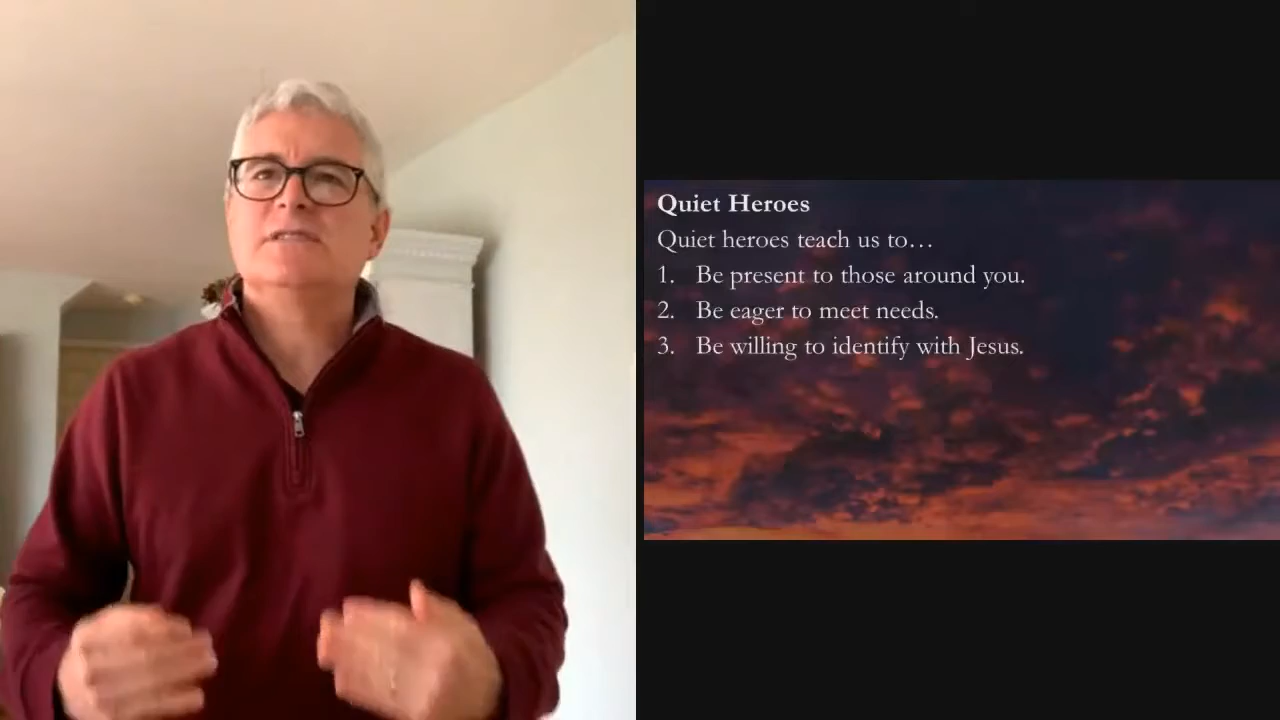 Quiet Heroes
Quiet heroes teach us to…
1. Be present to those around you.
2. Be eager to meet needs.
3. Be willing to identify with Jesus.